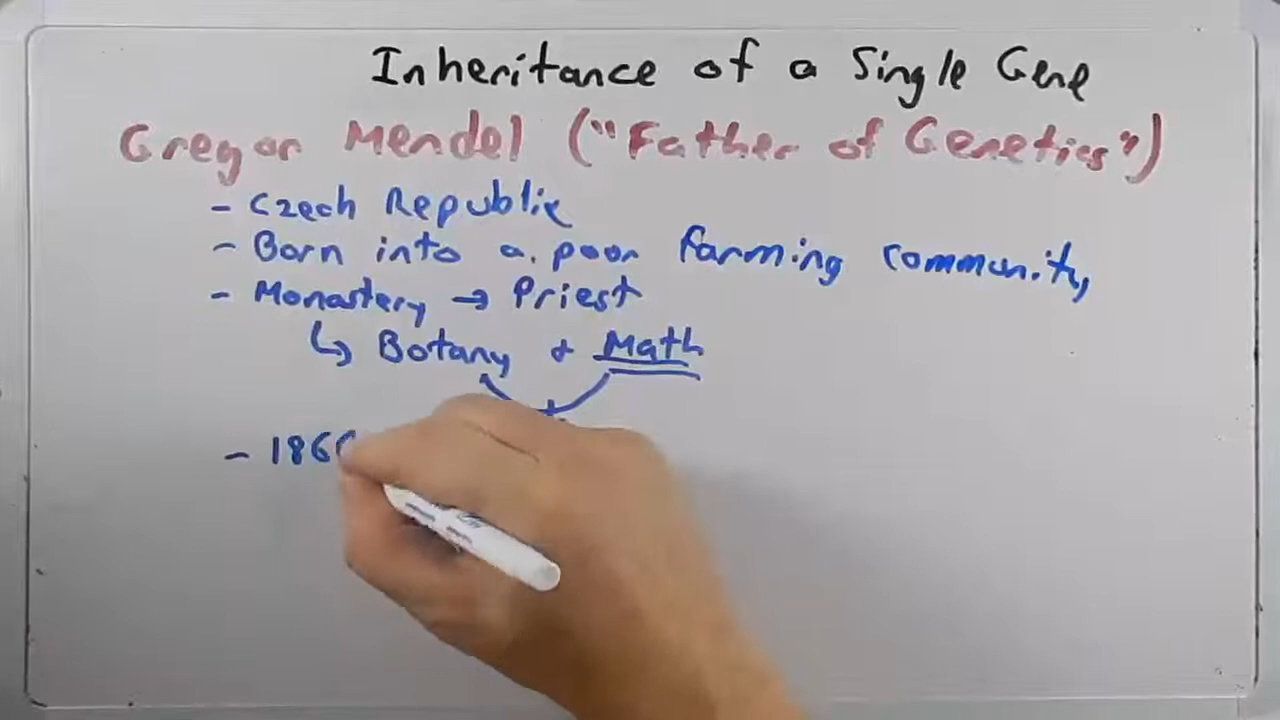 Inheritance of a Single Gene
Gregor Mendel ("Father of Genetics")
- Czech Republic
- Born into a poor farming community,
- Monastery → Priest
↳ Botany + Math
- 186